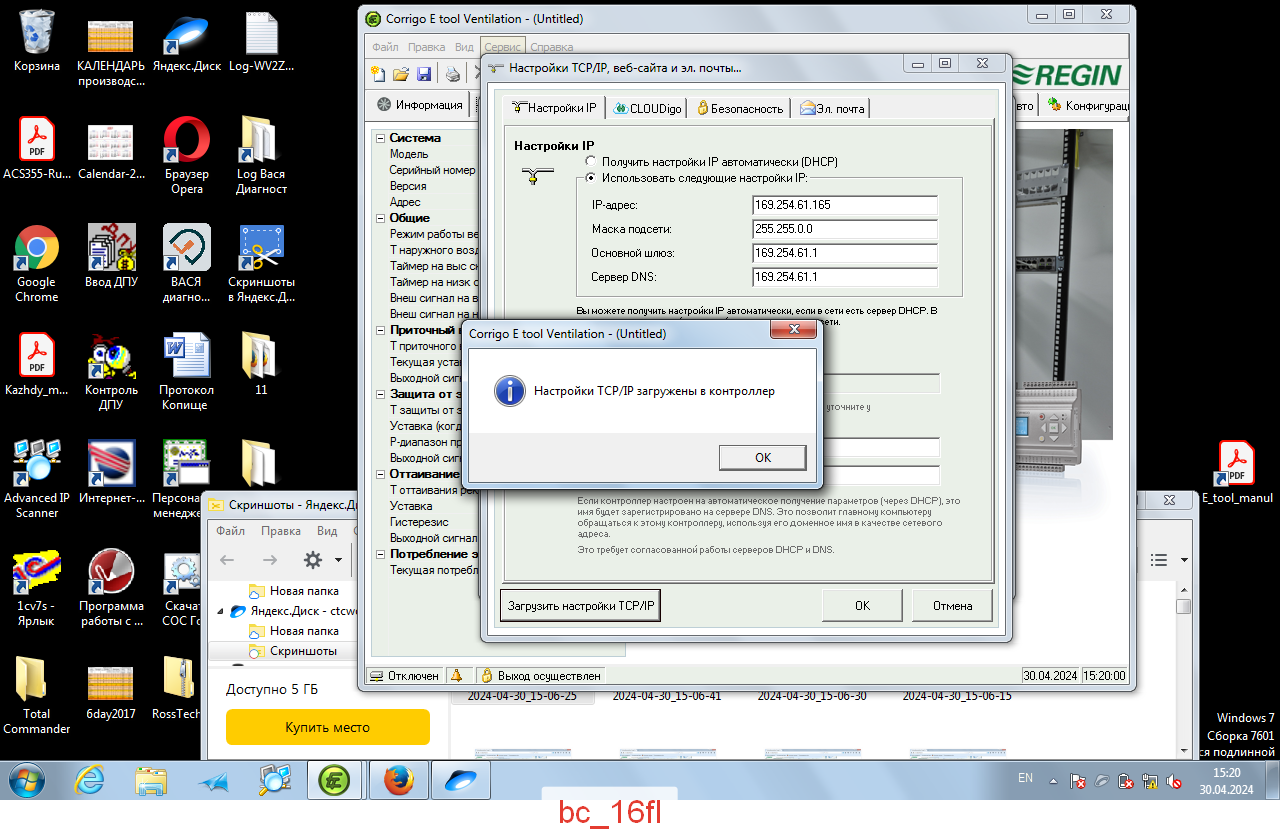 Корзина
КАЛЕНДАРЬ
производс...
Яндекс.Диск
Log-WV2Z...
ACS355-Ru...
Calendar-2...
Браузер
Opera
Log Вася
Диагност
Google
Chrome
Ввод ДПУ
ВАСЯ
диагно...
Скриншоты
в Яндекс.Д...
Kazhdy_m...
Контроль
ДПУ
Протокол
Копище
11
Advanced IP
Scanner
Интернет-...
Персона
менедже
1cv7s -
Ярлык
Программа
работы с ...
Скачат
СОС Го
Total
Commander
6day2017
RossTech
Corrigo E tool Ventilation - (Untitled)
Файл Правка Вид Сервис Справка
REGIN
Информация
вто
Конфигураци
Система
Модель
Серийный номер
Версия
Адрес
Общие
Режим работы ве
Т наружного возд
Таймер на выс ск
Таймер на низк с
Внеш сигнал на в
Внеш сигнал на н
Приточный
Т приточного
Текущая уста
Выходной сиг
Защита от з
Т защиты от з
Уставка (когд
Р-диапазон пр
Выходной сиг
Оттаивание
Т оттаивания рек
Уставка
Гистерезис
Выходной сигнал
Потребление э
Текущая потребл
Отключен
Выход осуществлен
30.04.2024 15:20:00
Настройки TCP/IP, веб-сайта и эл. почты...
Настройки IP
CLOUDigo
Безопасность
Эл. почта
Настройки IP
Получить настройки IP автоматически (DHCP)
Использовать следующие настройки IP:
IP-адрес: 169.254.61.165
Маска подсети: 255.255.0.0
Основной шлюз: 169.254.61.1
Сервер DNS: 169.254.61.1
Вы можете получить настройки IP автоматически, если в сети есть сервер DHCP. В
ети.
уточните у
Если контроллер настроен на автоматическое получение параметров (через DHCP), это
имя будет зарегистрировано на сервере DNS. Это позволит главному компьютеру
обращаться к этому контроллеру, используя его доменное имя в качестве сетевого
адреса.
Это требует согласованной работы серверов DHCP и DNS.
Загрузить настройки TCP/IP
OK
Отмена
Corrigo E tool Ventilation - (Untitled)
Настройки TCP/IP загружены в контроллер
OK
Скриншоты - Яндекс.Ди
Файл Правка Вид
Новая папка
Яндекс.Диск - ctcwe
Новая папка
Скриншоты
Доступно 5 ГБ
Купить место
2024-04-30_15-06-25
2024-04-30_15-06-41
2024-04-30_15-06-30
2024-04-30_15-06-15
E_tool_manul
Windows 7
Сборка 7601
ся подлинной
EN
15:20
30.04.2024
bc_16fl